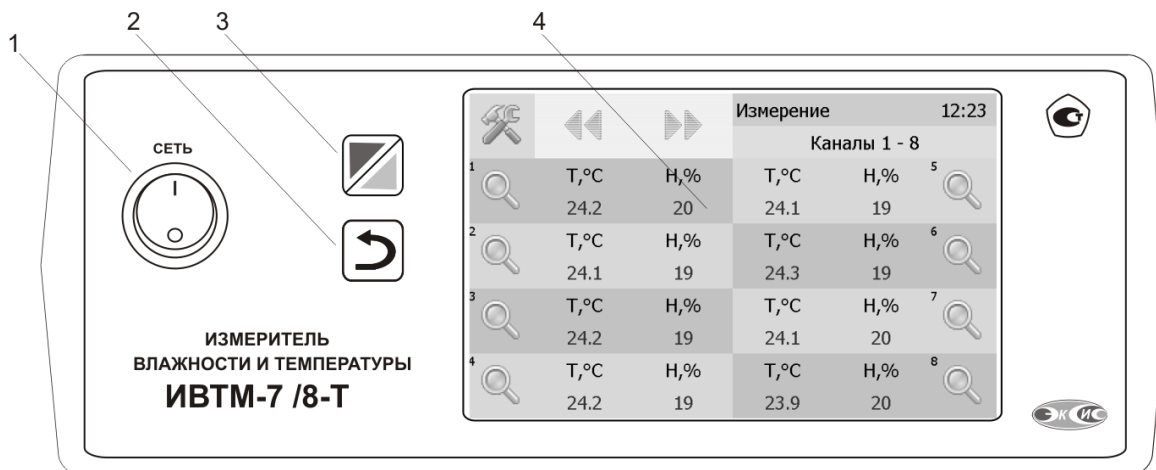 1
2
3
4
СЕТЬ
I
O
ИЗМЕРИТЕЛЬ
ВЛАЖНОСТИ И ТЕМПЕРАТУРЫ
ИВТМ-7 /8-Т
Измерение 12:23
Каналы 1 - 8
1 T,°C H,% T,°C H,% 5
24.2 20 24.1 19
2 T,°C H,% T,°C H,% 6
24.1 19 24.3 19
3 T,°C H,% T,°C H,% 7
24.2 19 24.1 20
4 T,°C H,% T,°C H,% 8
24.2 19 23.9 20
ЭКСИС